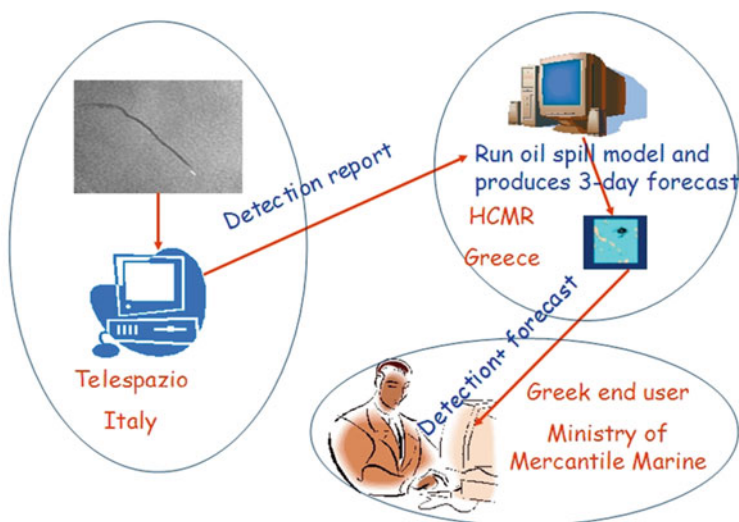 Telespazio
Italy
Detection report
Run oil spill model and
produces 3-day forecast
HCMR
Greece
Detection+ forecast
Greek end user
Ministry of
Mercantile Marine